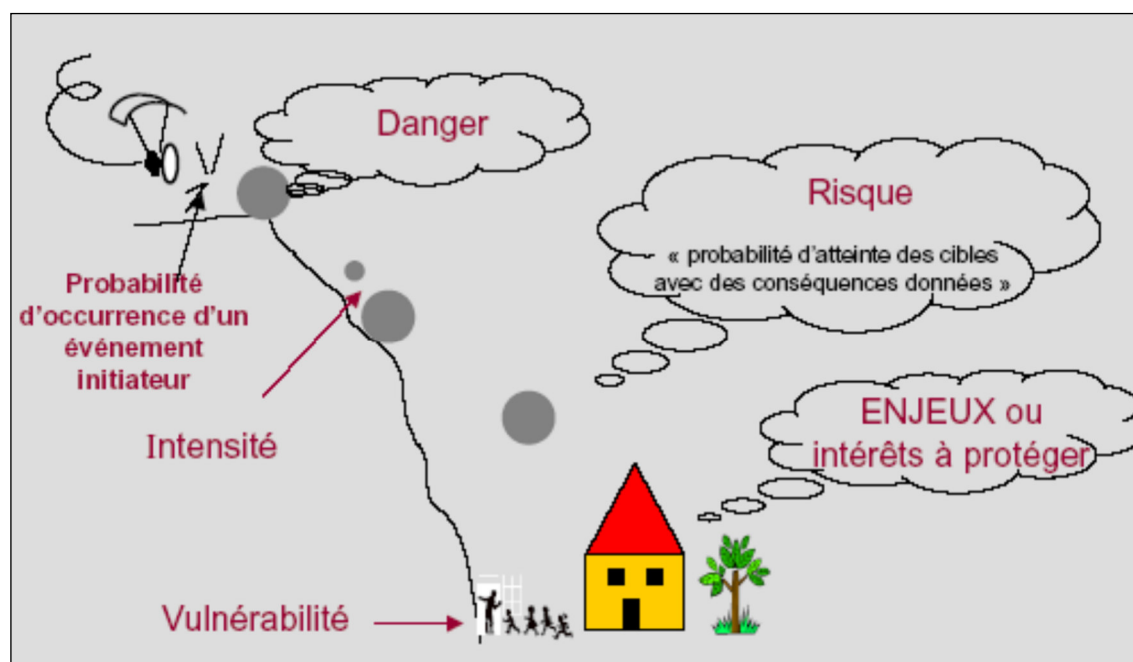 Danger
Risque
« probabilité d'atteinte des cibles
avec des conséquences données »
Probabilité
d'occurrence d'un
événement
initiateur
Intensité
ENJEUX ou
intérêts à protéger
Vulnérabilité